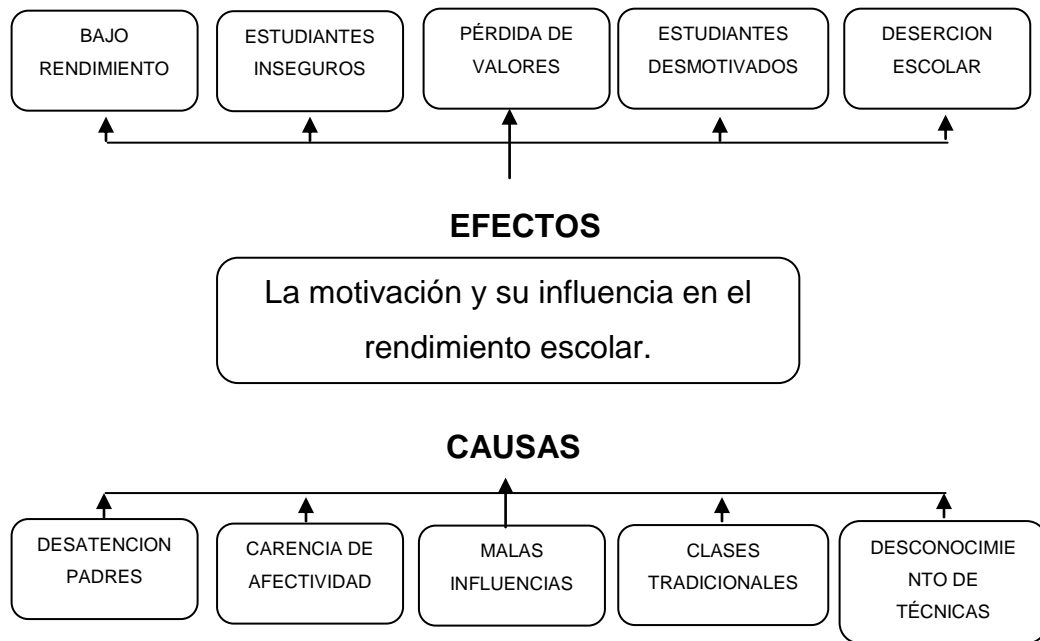 BAJO
RENDIMIENTO
ESTUDIANTES
INSEGUROS
PÉRDIDA DE
VALORES
ESTUDIANTES
DESMOTIVADOS
DESERCION
ESCOLAR
EFECTOS
La motivación y su influencia en el
rendimiento escolar.
CAUSAS
DESATENCION
PADRES
CARENCIA DE
AFECTIVIDAD
MALAS
INFLUENCIAS
CLASES
TRADICIONALES
DESCONOCIMIE
NTO DE
TÉCNICAS